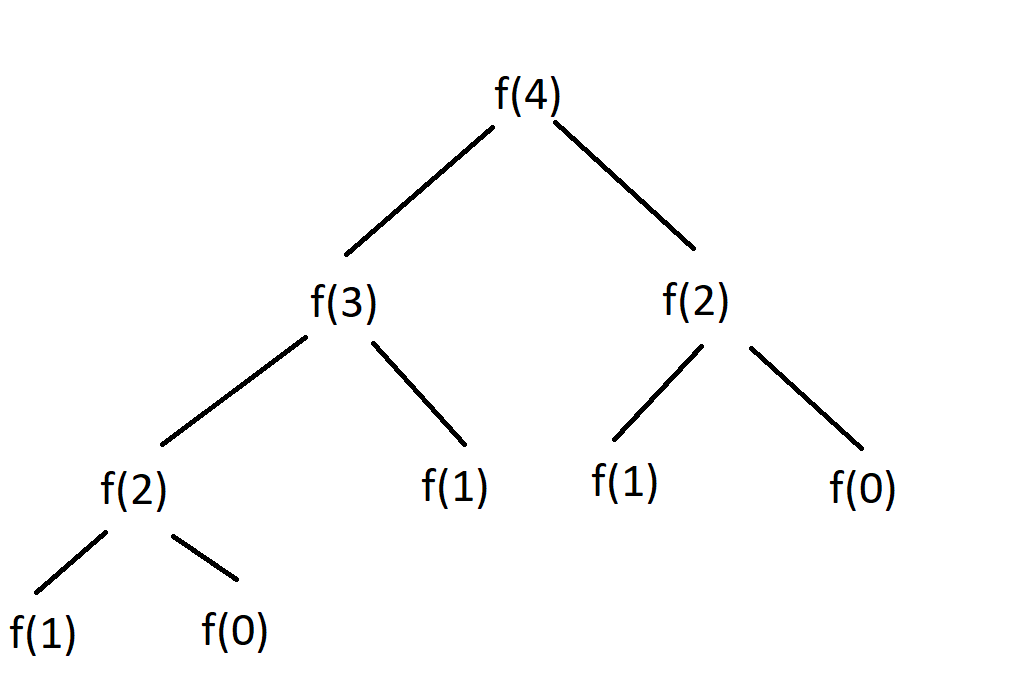 f(4)
f(3) f(2)
f(2) f(1) f(1) f(0)
f(1) f(0)